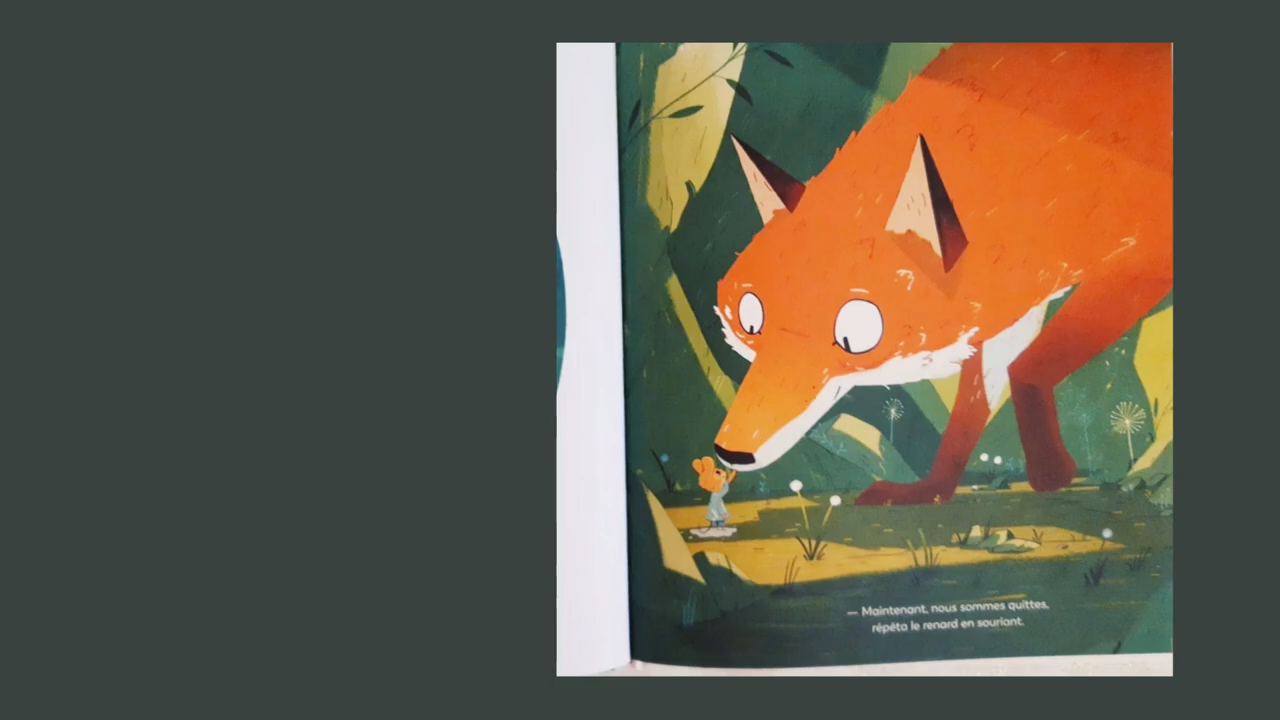 — Maintenant, nous sommes quittes,
répéta le renard en souriant.